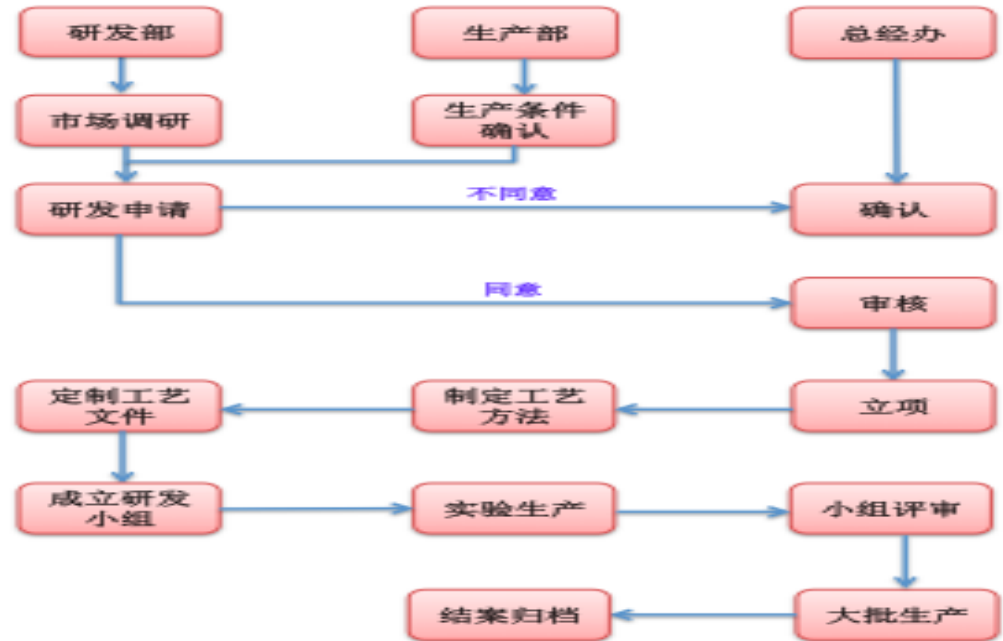 研发部
生产部
总经办
市场调研
生产条件
确认
研发申请
不同意
确认
同意
审核
定制工艺
文件
制定工艺
方法
立项
成立研发
小组
实验生产
小组评审
结案归档
大批生产